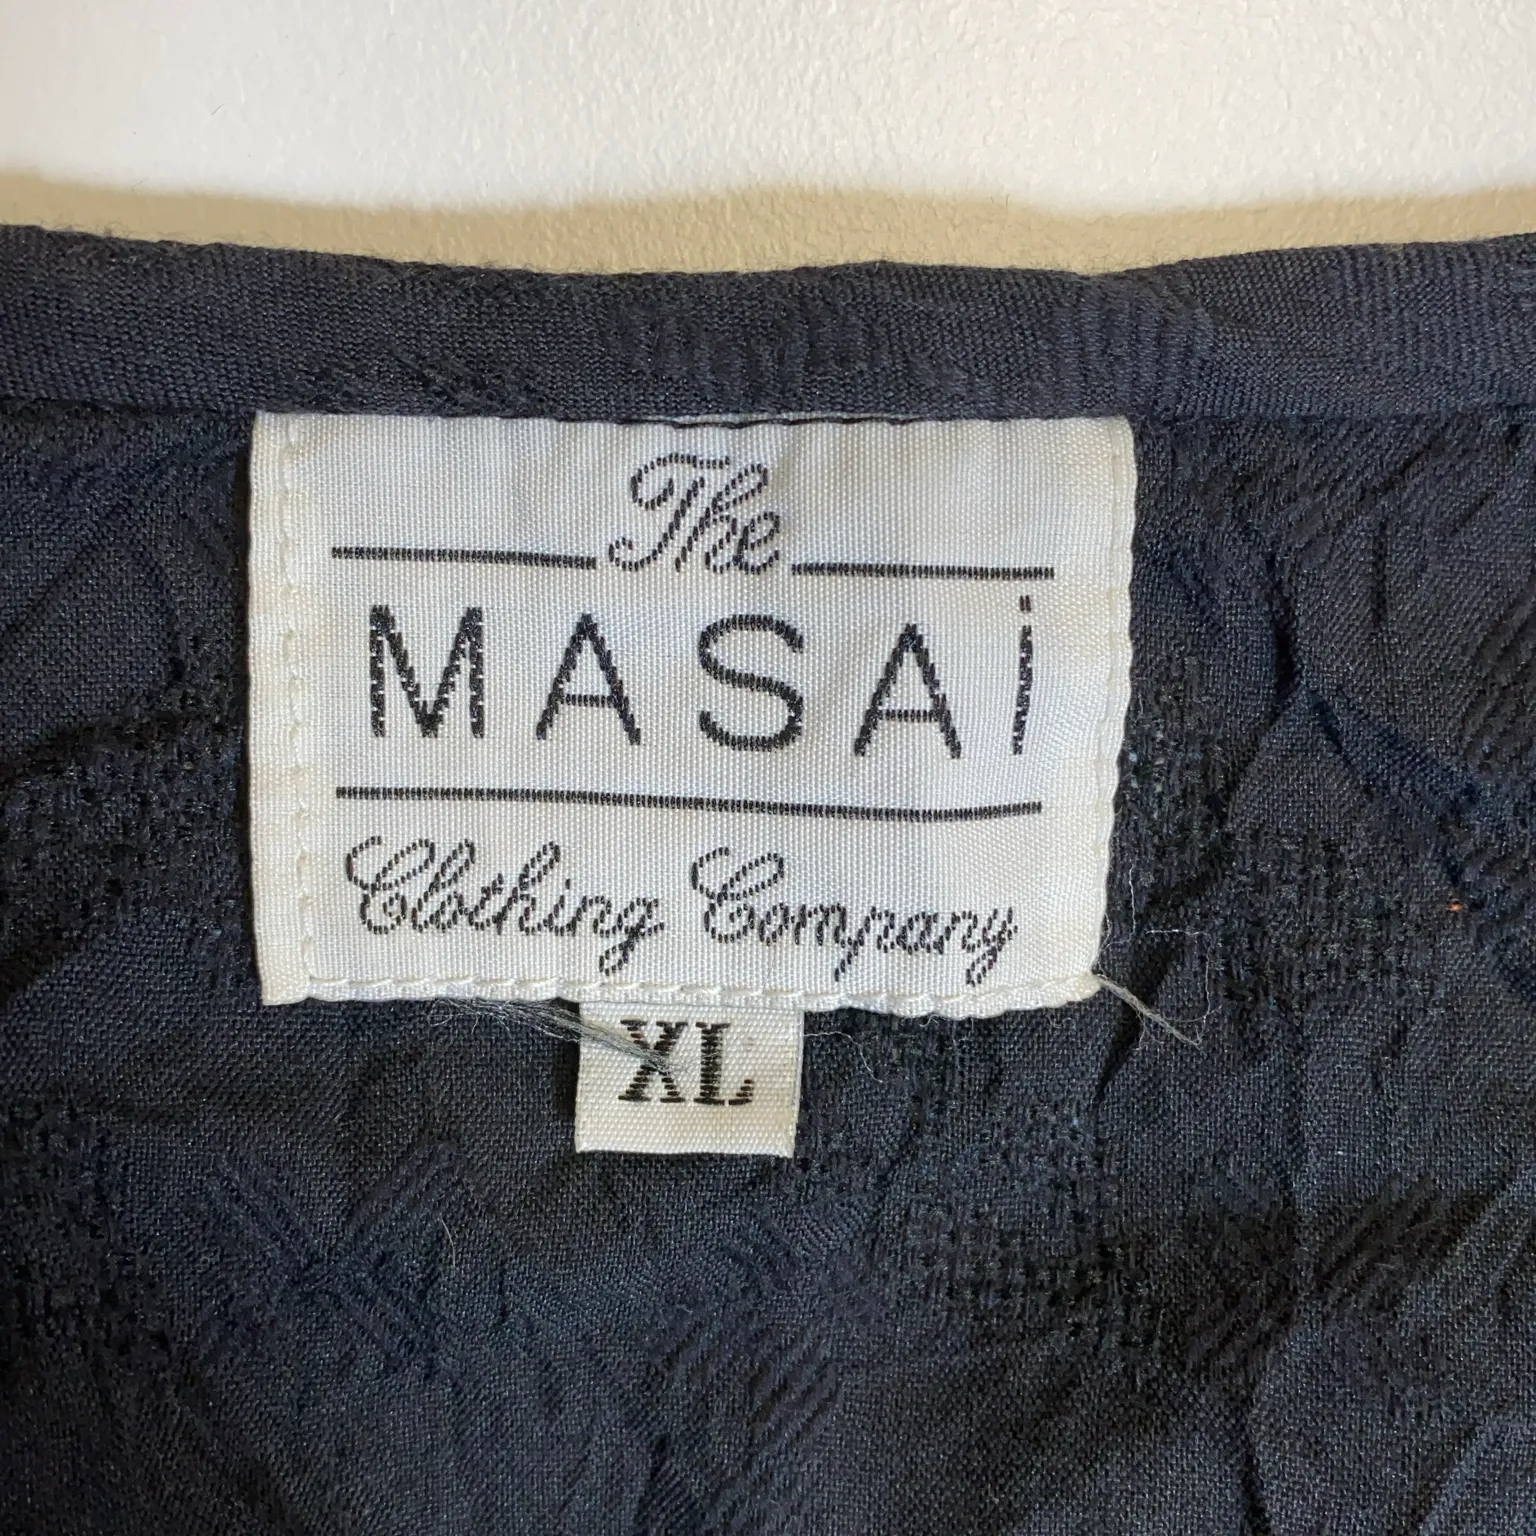 The
MASAi
Clothing Company
XL